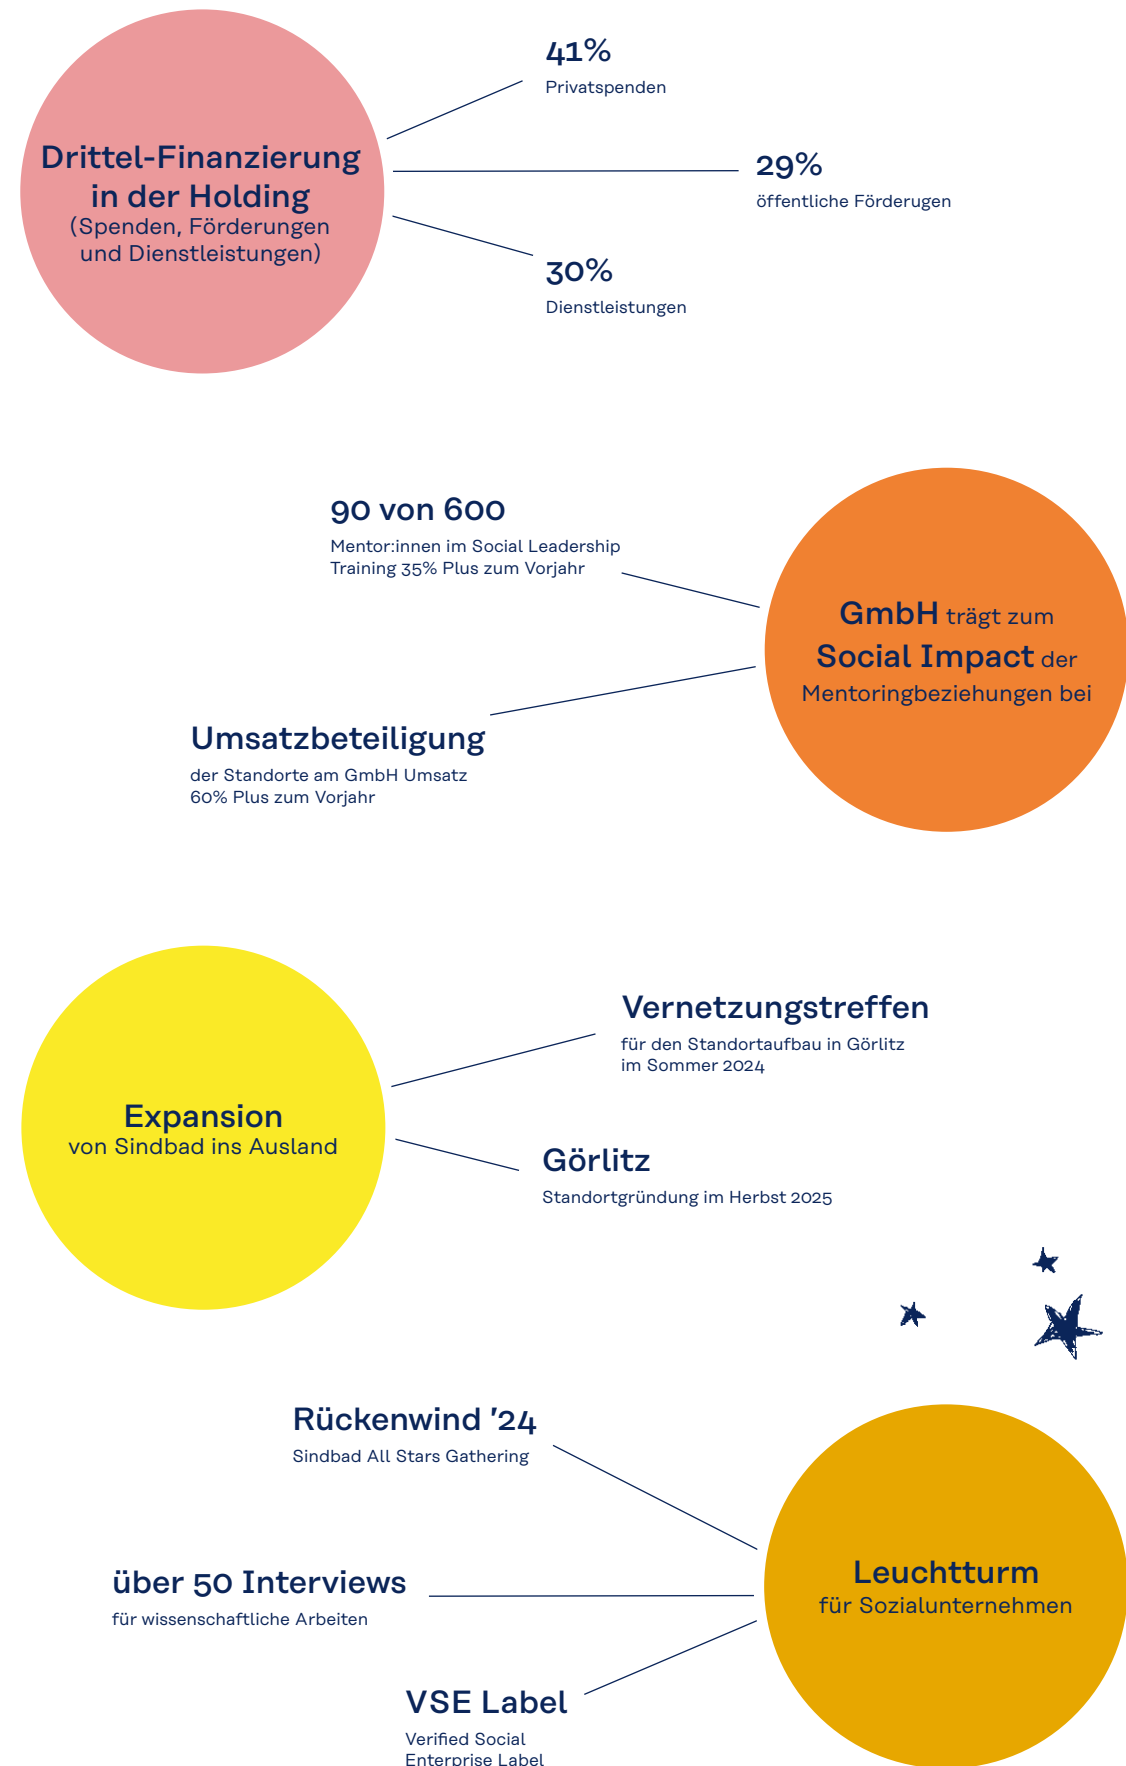 Drittel-Finanzierung
in der Holding
(Spenden, Förderungen
und Dienstleistungen)
41%
Privatspenden
29%
öffentliche Förderugen
30%
Dienstleistungen
90 von 600
Mentor:innen im Social Leadership
Training 35% Plus zum Vorjahr
GmbH trägt zum
Social Impact der
Mentoringbeziehungen bei
Umsatzbeteiligung
der Standorte am GmbH Umsatz
60% Plus zum Vorjahr
Expansion
von Sindbad ins Ausland
Vernetzungstreffen
für den Standortaufbau in Görlitz
im Sommer 2024
Görlitz
Standortgründung im Herbst 2025
Rückenwind '24
Sindbad All Stars Gathering
über 50 Interviews
für wissenschaftliche Arbeiten
Leuchtturm
für Sozialunternehmen
VSE Label
Verified Social
Enterprise Label